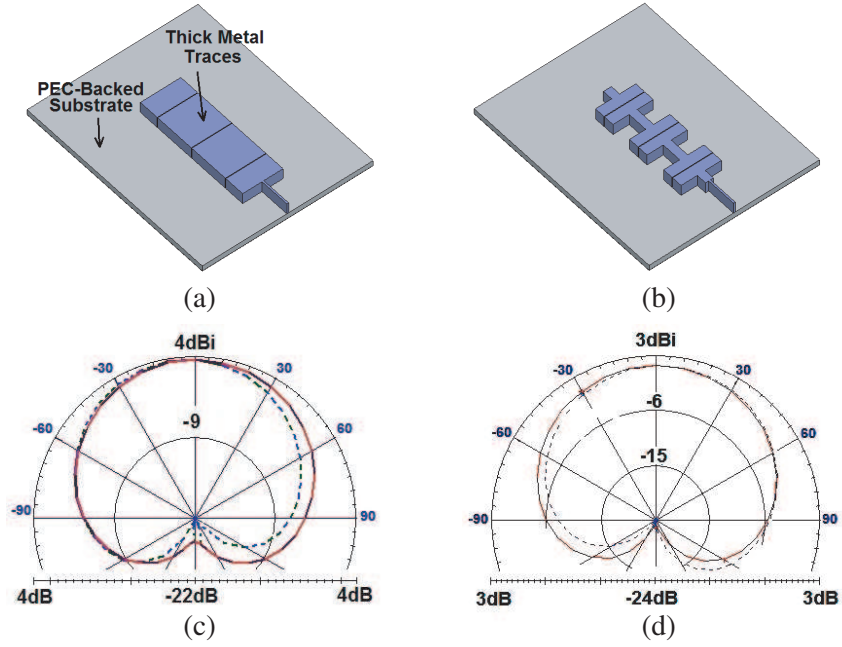 Thick Metal
Traces
PEC-Backed
Substrate
(a)
(b)
4dBi
-30
30
-9
-60
60
-90
90
4dB
-22dB
4dB
(c)
3dBi
-30
30
-6
-60
60
-15
-90
90
3dB
-24dB
3dB
(d)